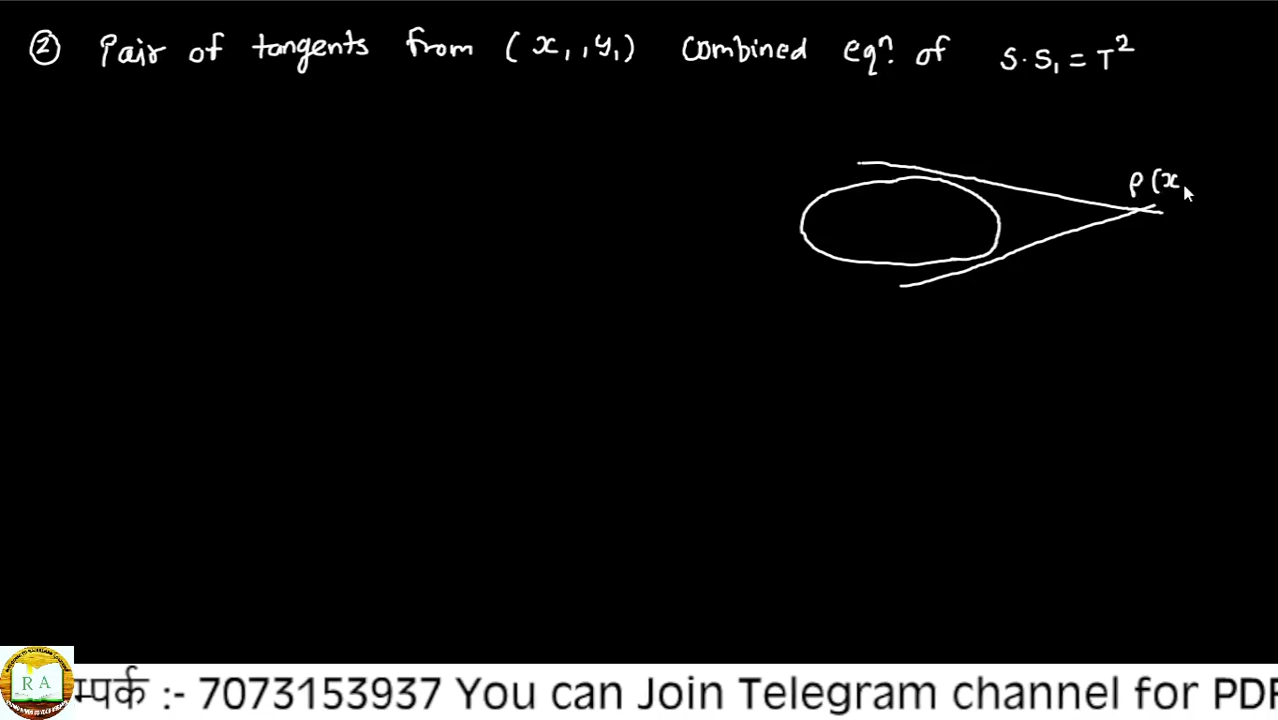 ② Pair of tangents from (x₁, y₁) combined eqⁿ. of S·S₁ = T²
P (x
RA
म्पर्क :- 7073153937 You can Join Telegram channel for PDF